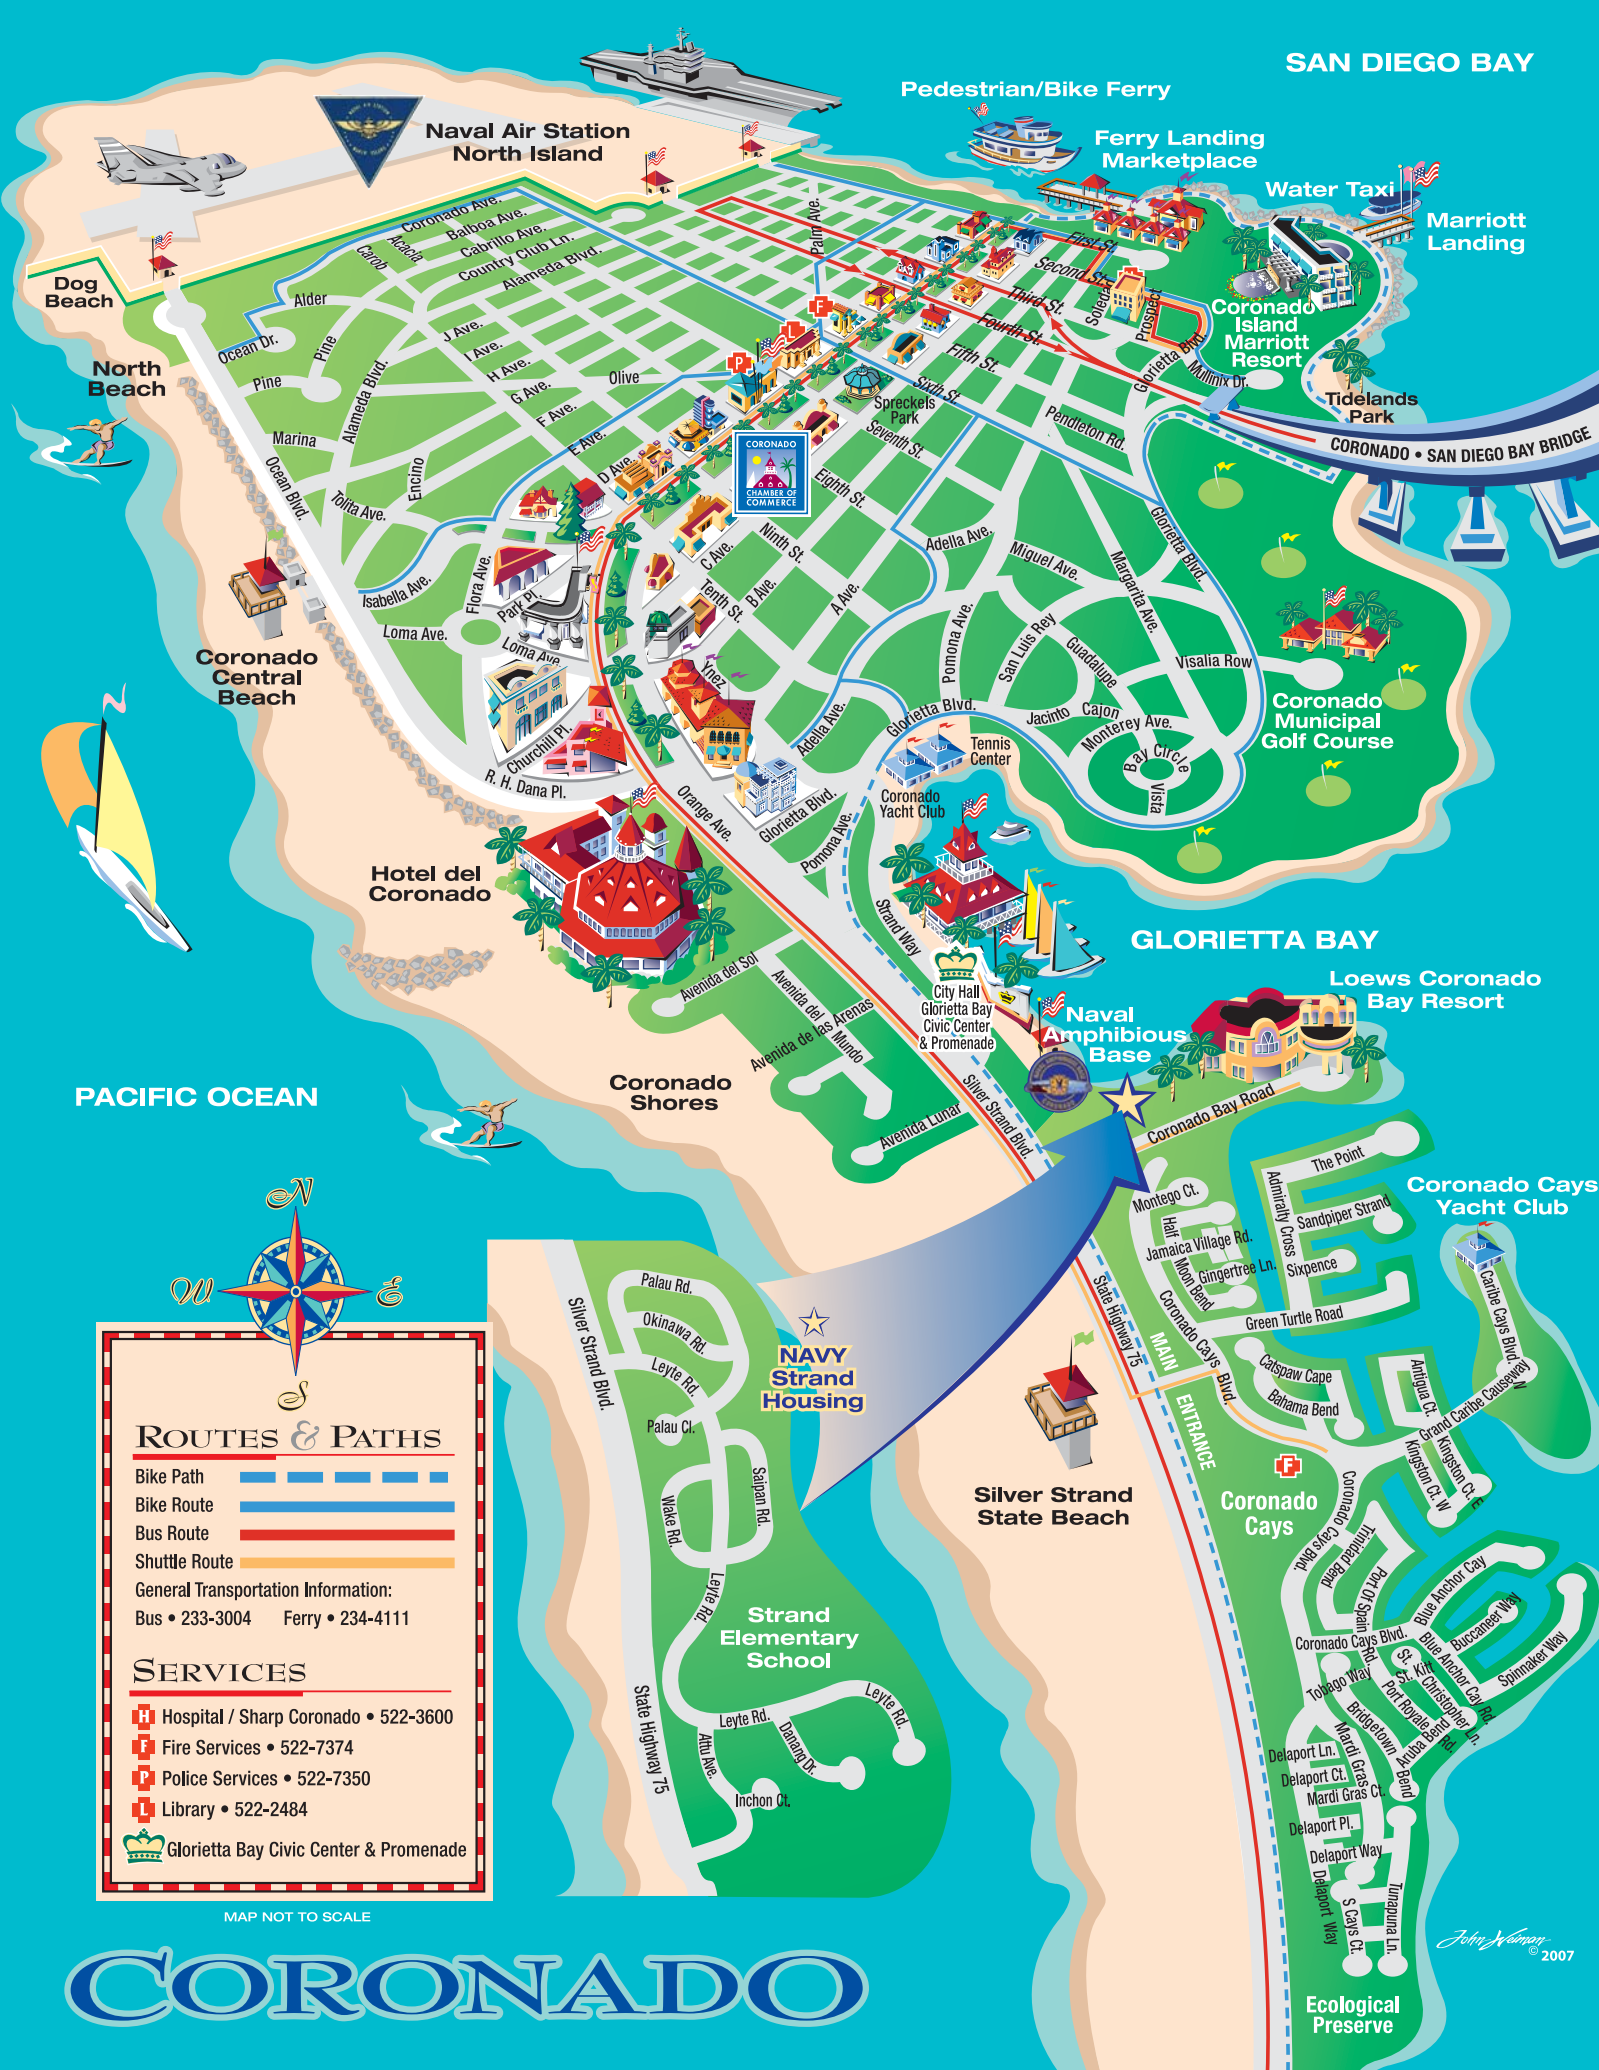 SAN DIEGO BAY
Pedestrian/Bike Ferry
Naval Air Station
North Island
Ferry Landing
Marketplace
Water Taxi
Marriott
Landing
Dog
Beach
North
Beach
Coronado Ave.
Balboa Ave.
Cabrillo Ave.
Country Club Ln.
Alameda Blvd.
Acacia
Carob
Alder
Ocean Dr.
Pine
Pine
Marina
Alameda Blvd.
Ocean Blvd.
Tolita Ave.
Encino
J Ave.
I Ave.
H Ave.
G Ave.
F Ave.
E Ave.
D Ave.
Olive
Palm Ave.
First St.
Second St.
Third St.
Fourth St.
Fifth St.
Sixth St.
Seventh St.
Eighth St.
Ninth St.
Tenth St.
Soledad
Prospect
Glorietta Blvd.
Mullinix Dr.
Coronado
Island
Marriott
Resort
Tidelands
Park
CORONADO • SAN DIEGO BAY BRIDGE
H
F
L
P
Spreckels
Park
CORONADO
CHAMBER OF
COMMERCE
Pendleton Rd.
C Ave.
B Ave.
A Ave.
Ynez
Adella Ave.
Miguel Ave.
Margarita Ave.
Glorietta Blvd.
Pomona Ave.
San Luis Rey
Guadalupe
Visalia Row
Jacinto
Cajon
Monterey Ave.
Bay Circle
Vista
Coronado
Municipal
Golf Course
Isabella Ave.
Flora Ave.
Park Pl.
Loma Ave.
Loma Ave.
Churchill Pl.
R. H. Dana Pl.
Coronado
Central
Beach
Adella Ave.
Glorietta Blvd.
Tennis
Center
Coronado
Yacht Club
Orange Ave.
Glorietta Blvd.
Pomona Ave.
Strand Way
Hotel del
Coronado
GLORIETTA BAY
City Hall
Glorietta Bay
Civic Center
& Promenade
Naval
Amphibious
Base
Loews Coronado
Bay Resort
Avenida del Sol
Avenida del Mundo
Avenida de las Arenas
Avenida Lunar
Coronado
Shores
Silver Strand Blvd.
PACIFIC OCEAN
Coronado Bay Road
The Point
Admiralty Cross
Sandpiper Strand
Sixpence
Green Turtle Road
Montego Ct.
Half Moon Bend
Jamaica Village Rd.
Gingertree Ln.
Coronado Cays Blvd.
Coronado Cays
Yacht Club
Caribe Cays Blvd. N
Grand Caribe Causeway
Antigua Ct.
Kingston Ct. W
Kingston Ct. E
Catspaw Cape
Bahama Bend
State Highway 75
MAIN
ENTRANCE
F
Coronado
Cays
Coronado Cays Blvd.
Trinidad Bend
Port Of Spain Rd.
Coronado Cays Blvd.
Blue Anchor Cay
Buccaneer Way
Spinnaker Way
Blue Anchor Cay Rd.
St. Christopher Ln.
St. Kitt
Port Royale Rd.
Aruba Bend
Tobago Way
Bridgetown Bend
Mardi Gras
Mardi Gras Ct.
Delaport Ln.
Delaport Ct.
Delaport Pl.
Delaport Way
Delaport Way
S Cays Ct.
Tunapuna Ln.
Ecological
Preserve
John Weiman
© 2007
Silver Strand
State Beach
NAVY
Strand
Housing
Silver Strand Blvd.
Palau Rd.
Okinawa Rd.
Leyte Rd.
Palau Cl.
Saipan Rd.
Wake Rd.
Leyte Rd.
Strand
Elementary
School
State Highway 75
Leyte Rd.
Leyte Rd.
Attu Ave.
Danang Dr.
Inchon Ct.
N
W
E
S
ROUTES & PATHS
Bike Path
Bike Route
Bus Route
Shuttle Route
General Transportation Information:
Bus • 233-3004 Ferry • 234-4111
SERVICES
H Hospital / Sharp Coronado • 522-3600
F Fire Services • 522-7374
P Police Services • 522-7350
L Library • 522-2484
Glorietta Bay Civic Center & Promenade
MAP NOT TO SCALE
CORONADO